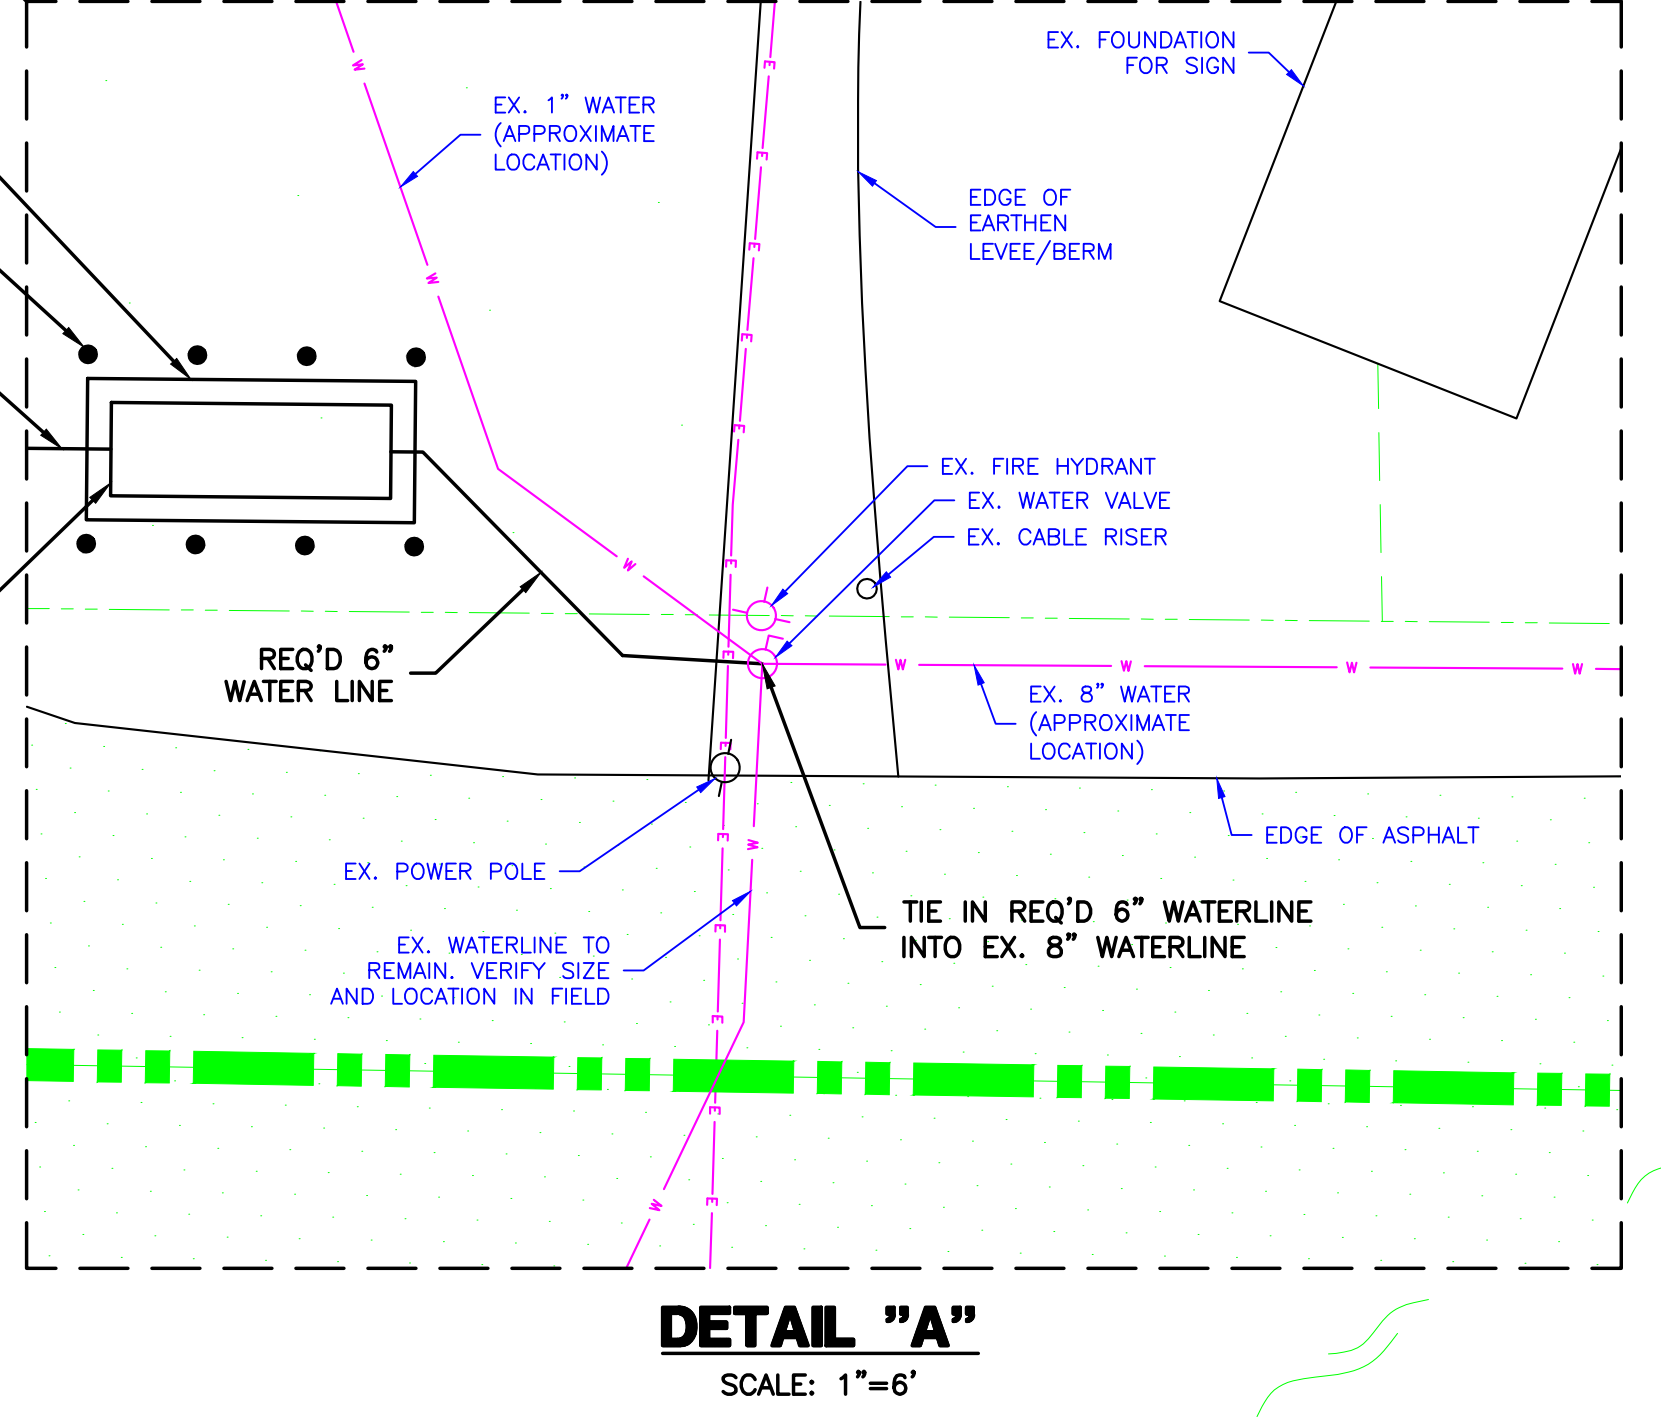 EX. FOUNDATION
FOR SIGN
EX. 1" WATER
(APPROXIMATE
LOCATION)
EDGE OF
EARTHEN
LEVEE/BERM
EX. FIRE HYDRANT
EX. WATER VALVE
EX. CABLE RISER
REQ'D 6"
WATER LINE
EX. 8" WATER
(APPROXIMATE
LOCATION)
EDGE OF ASPHALT
EX. POWER POLE
TIE IN REQ'D 6" WATERLINE
INTO EX. 8" WATERLINE
EX. WATERLINE TO
REMAIN. VERIFY SIZE
AND LOCATION IN FIELD
W
W
W
W
W
W
W
W
W
E
E
E
E
E
E
E
E
E
E
E
E
E
DETAIL "A"
SCALE: 1"=6'